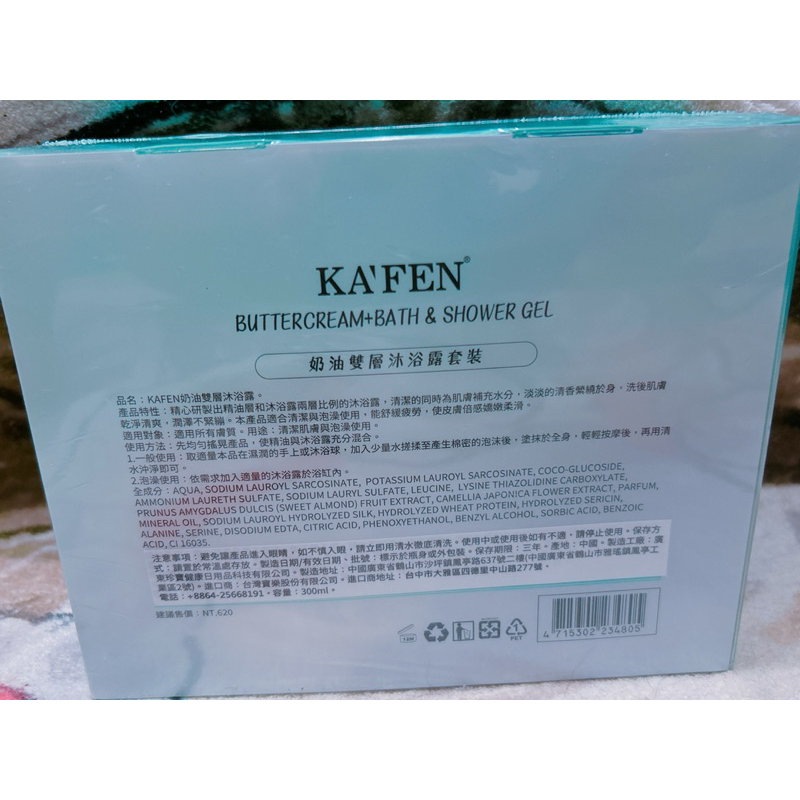 KA'FEN®
BUTTERCREAM+BATH & SHOWER GEL
奶油雙層沐浴露套裝
品名：KAFEN奶油雙層沐浴露。
產品特性：精心研製出精油層和沐浴露兩層比例的沐浴露，清潔的同時為肌膚補充水分，淡淡的清香縈繞於身，洗後肌膚
乾淨清爽，潤澤不緊繃。本產品適合清潔與泡澡使用，能舒緩疲勞，使皮膚倍感嬌嫩柔滑。
適用對象：適用所有膚質。用途：清潔肌膚與泡澡使用。
使用方法：先均勻搖晃產品，使精油與沐浴露充分混合。
1.一般使用：取適量本品在濕潤的手上或沐浴球，加入少量水搓揉至產生棉密的泡沫後，塗抹於全身，輕輕按摩後，再用清
水沖淨即可。
2.泡澡使用：依需求加入適量的沐浴露於浴缸內。
全成分：AQUA, SODIUM LAUROYL SARCOSINATE, POTASSIUM LAUROYL SARCOSINATE, COCO-GLUCOSIDE,
AMMONIUM LAURETH SULFATE, SODIUM LAURYL SULFATE, LEUCINE, LYSINE THIAZOLIDINE CARBOXYLATE,
PRUNUS AMYGDALUS DULCIS (SWEET ALMOND) FRUIT EXTRACT, CAMELLIA JAPONICA FLOWER EXTRACT, PARFUM,
MINERAL OIL, SODIUM LAUROYL HYDROLYZED SILK, HYDROLYZED WHEAT PROTEIN, HYDROLYZED SERICIN,
ALANINE, SERINE, DISODIUM EDTA, CITRIC ACID, PHENOXYETHANOL, BENZYL ALCOHOL, SORBIC ACID, BENZOIC
ACID, CI 16035.
注意事項：避免讓產品進入眼睛，如不慎入眼，請立即用清水徹底清洗。使用中或使用後如有不適，請停止使用。保存方
式：請置於常溫處存放。製造日期/有效日期、批號：標示於瓶身或外包裝。保存期限：三年。產地：中國。製造工廠：廣
東珍寶健康日用品科技有限公司。製造地址：中國廣東省鶴山市沙坪鎮鳳亭路637號二樓(中國廣東省鶴山市雅瑤鎮鳳亭工
業區2號)。進口商：台灣寶樂股份有限公司。進口商地址：台中市大雅區四德里中山路277號。
電話：+8864-25668191。容量：300ml。
建議售價：NT.620
12M
1
PET
4 715302 234805